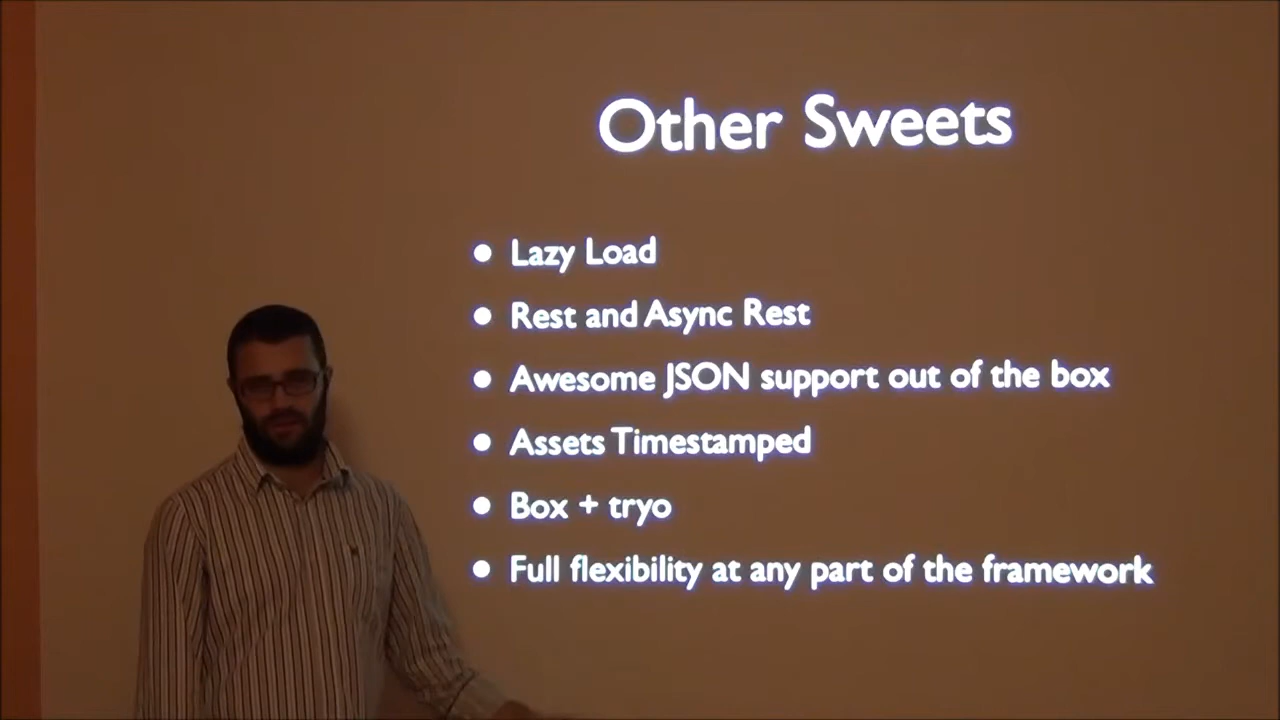 Other Sweets
Lazy Load
Rest and Async Rest
Awesome JSON support out of the box
Assets Timestamped
Box + tryo
Full flexibility at any part of the framework